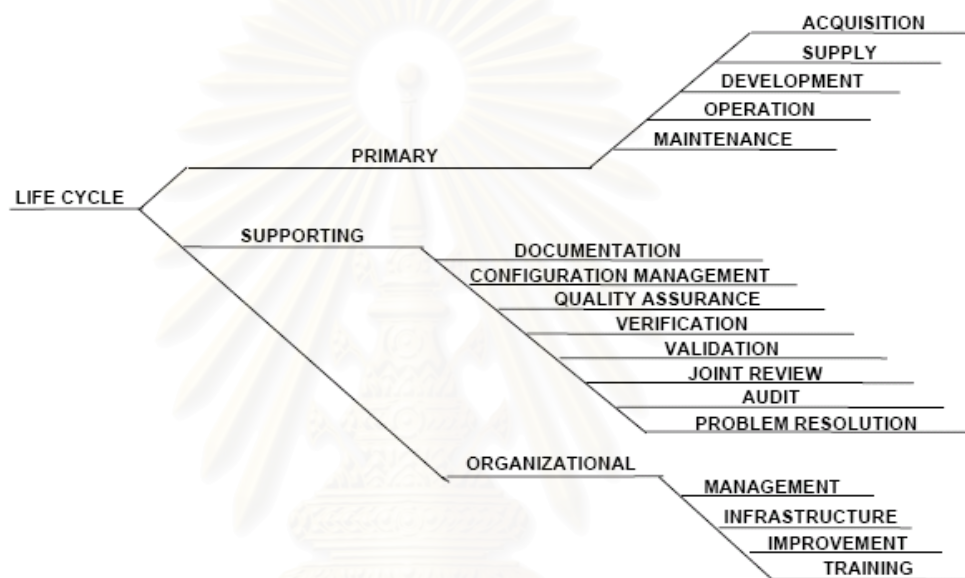 LIFE CYCLE
PRIMARY
ACQUISITION
SUPPLY
DEVELOPMENT
OPERATION
MAINTENANCE
SUPPORTING
DOCUMENTATION
CONFIGURATION MANAGEMENT
QUALITY ASSURANCE
VERIFICATION
VALIDATION
JOINT REVIEW
AUDIT
PROBLEM RESOLUTION
ORGANIZATIONAL
MANAGEMENT
INFRASTRUCTURE
IMPROVEMENT
TRAINING